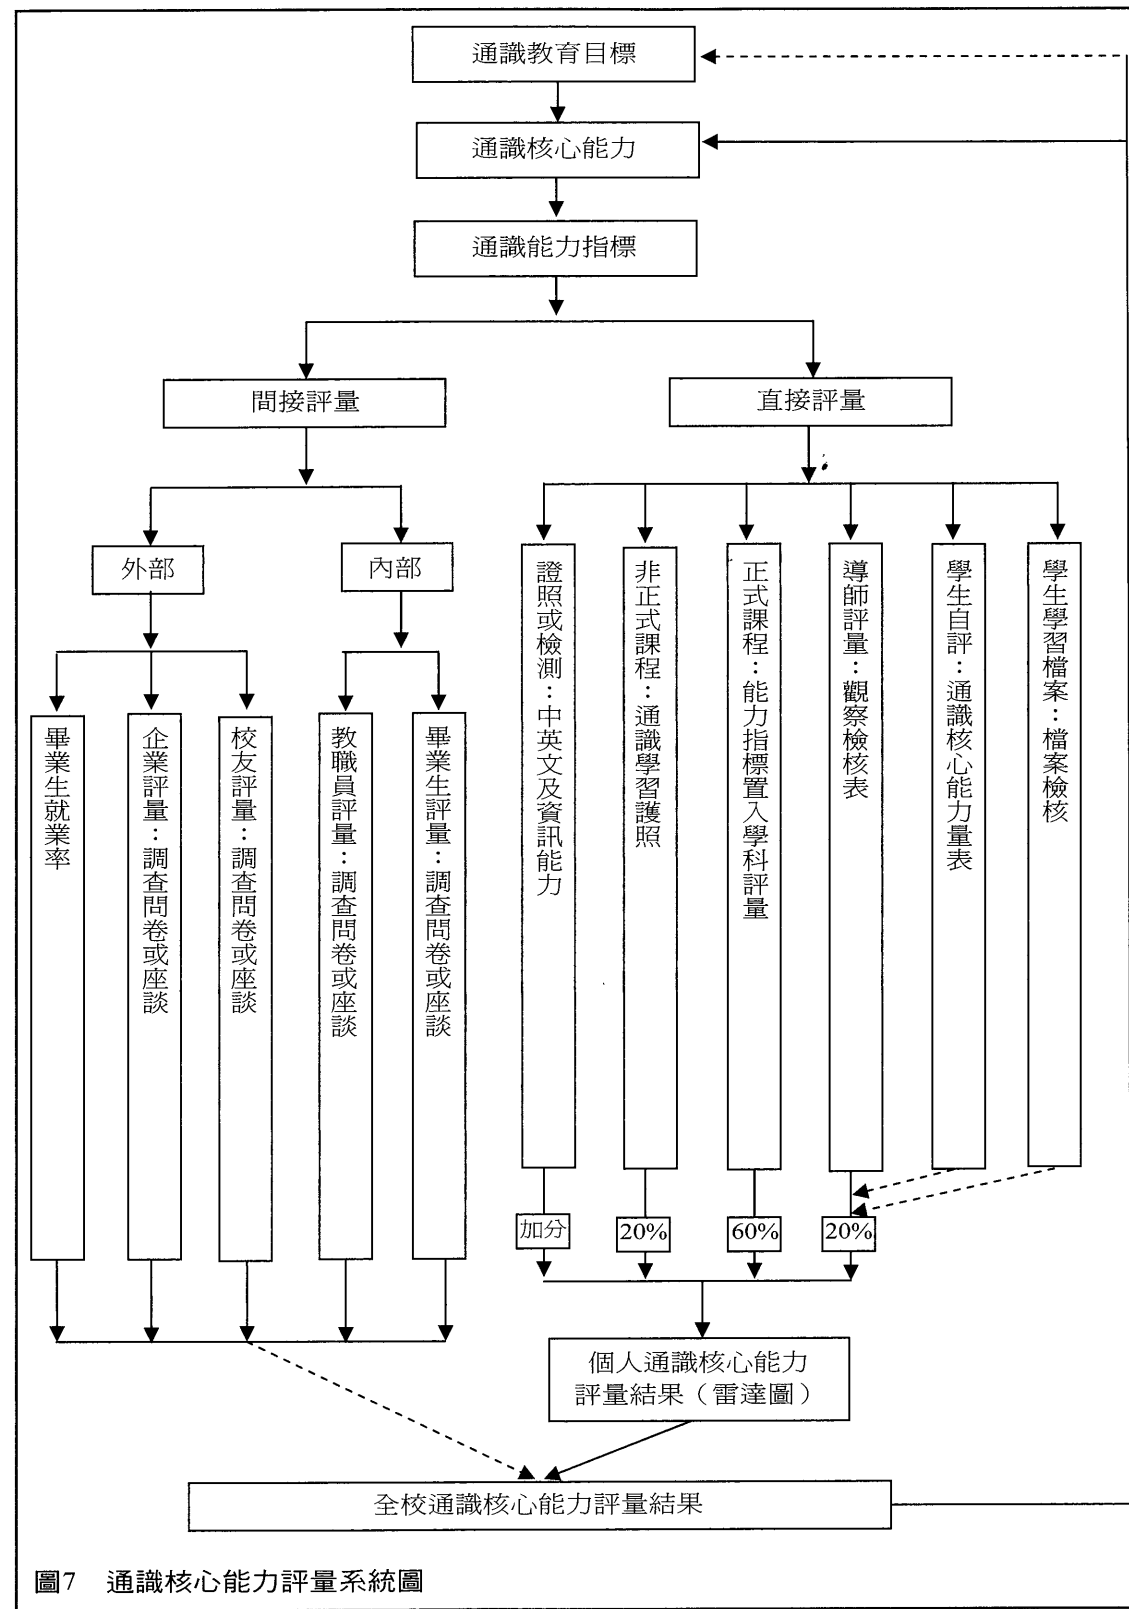 通識教育目標
通識核心能力
通識能力指標
間接評量
直接評量
外部
內部
畢業生就業率
企業評量：調查問卷或座談
校友評量：調查問卷或座談
教職員評量：調查問卷或座談
畢業生評量：調查問卷或座談
證照或檢測：中英文及資訊能力
非正式課程：通識學習護照
正式課程：能力指標置入學科評量
導師評量：觀察檢核表
學生自評：通識核心能力量表
學生學習檔案：檔案檢核
加分
20%
60%
20%
個人通識核心能力
評量結果（雷達圖）
全校通識核心能力評量結果
圖7　通識核心能力評量系統圖